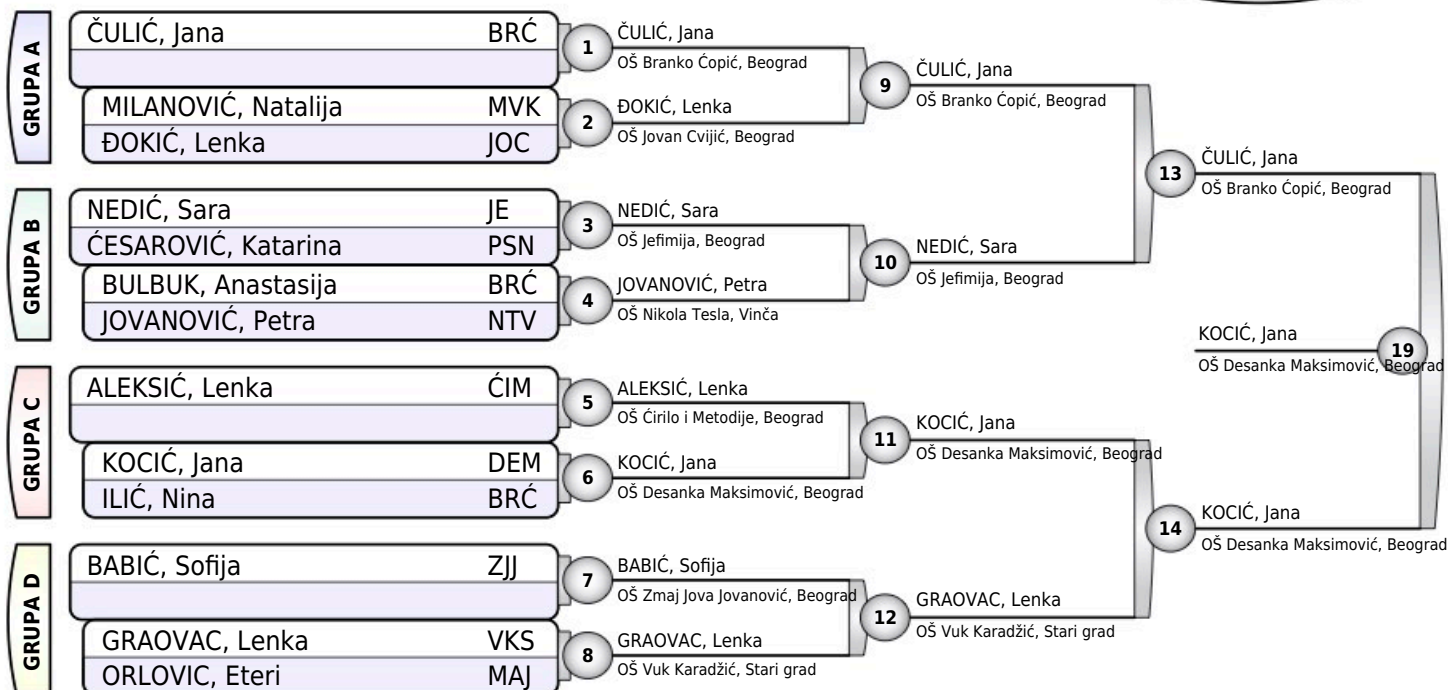 GRUPA A
ČULIĆ, Jana BRĆ
MILANOVIĆ, Natalija MVK
ĐOKIĆ, Lenka JOC
GRUPA B
NEDIĆ, Sara JE
ĆESAROVIĆ, Katarina PSN
BULBUK, Anastasija BRĆ
JOVANOVIĆ, Petra NTV
GRUPA C
ALEKSIĆ, Lenka ĆIM
KOCIĆ, Jana DEM
ILIĆ, Nina BRĆ
GRUPA D
BABIĆ, Sofija ZJJ
GRAOVAC, Lenka VKS
ORLOVIC, Eteri MAJ
1
ČULIĆ, Jana
OŠ Branko Ćopić, Beograd
2
ĐOKIĆ, Lenka
OŠ Jovan Cvijić, Beograd
3
NEDIĆ, Sara
OŠ Jefimija, Beograd
4
JOVANOVIĆ, Petra
OŠ Nikola Tesla, Vinča
5
ALEKSIĆ, Lenka
OŠ Ćirilo i Metodije, Beograd
6
KOCIĆ, Jana
OŠ Desanka Maksimović, Beograd
7
BABIĆ, Sofija
OŠ Zmaj Jova Jovanović, Beograd
8
GRAOVAC, Lenka
OŠ Vuk Karadžić, Stari grad
9
ČULIĆ, Jana
OŠ Branko Ćopić, Beograd
10
NEDIĆ, Sara
OŠ Jefimija, Beograd
11
KOCIĆ, Jana
OŠ Desanka Maksimović, Beograd
12
GRAOVAC, Lenka
OŠ Vuk Karadžić, Stari grad
13
ČULIĆ, Jana
OŠ Branko Ćopić, Beograd
14
KOCIĆ, Jana
OŠ Desanka Maksimović, Beograd
KOCIĆ, Jana
19
OŠ Desanka Maksimović, Beograd